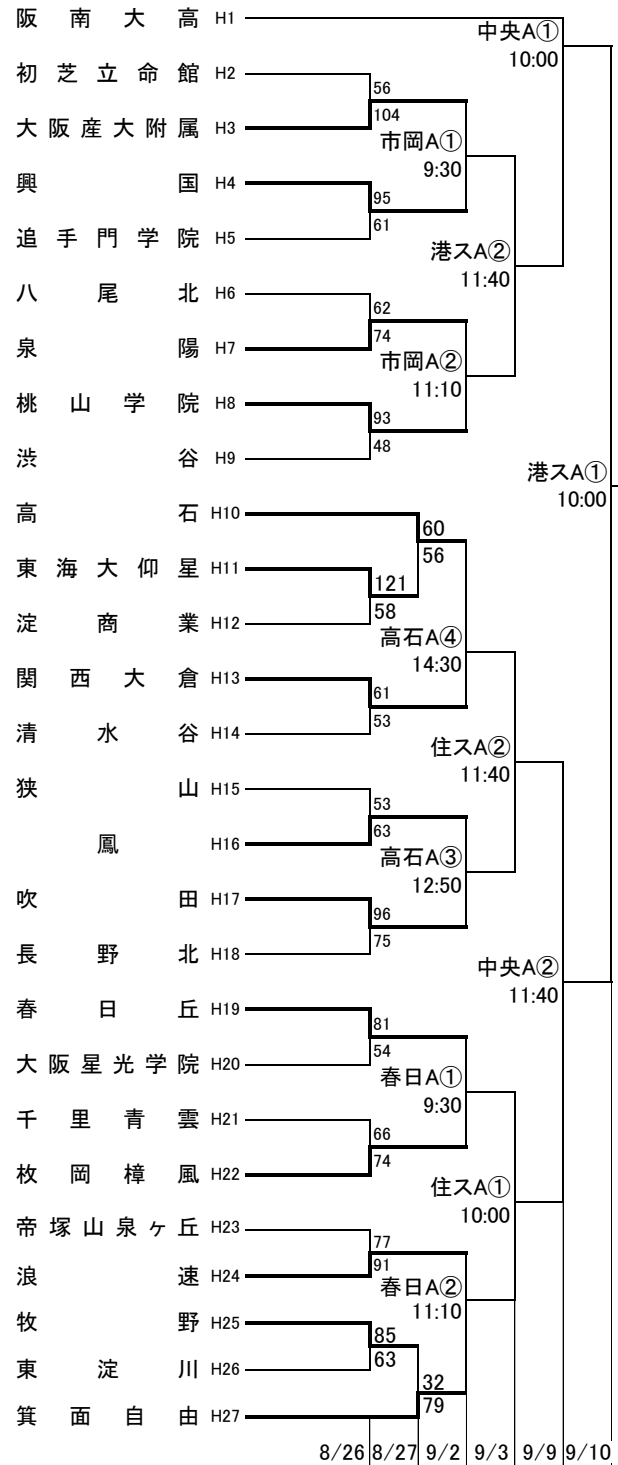 阪南大高 H1
中央A①
10:00
初芝立命館 H2
56
大阪産大附属 H3
104
市岡A①
9:30
興国 H4
95
追手門学院 H5
61
港スA②
11:40
八尾北 H6
62
泉陽 H7
74
市岡A②
11:10
桃山学院 H8
93
渋谷 H9
48
港スA①
10:00
高石 H10
60
56
東海大仰星 H11
121
淀商業 H12
58
高石A④
14:30
関西大倉 H13
61
清水谷 H14
53
住スA②
11:40
狭山 H15
53
鳳 H16
63
高石A③
12:50
吹田 H17
96
長野北 H18
75
中央A②
11:40
春日丘 H19
81
大阪星光学院 H20
54
春日A①
9:30
千里青雲 H21
66
枚岡樟風 H22
74
住スA①
10:00
帝塚山泉ヶ丘 H23
77
浪速 H24
91
春日A②
11:10
牧野 H25
85
東淀川 H26
63
32
箕面自由 H27
79
8/26 8/27 9/2 9/3 9/9 9/10